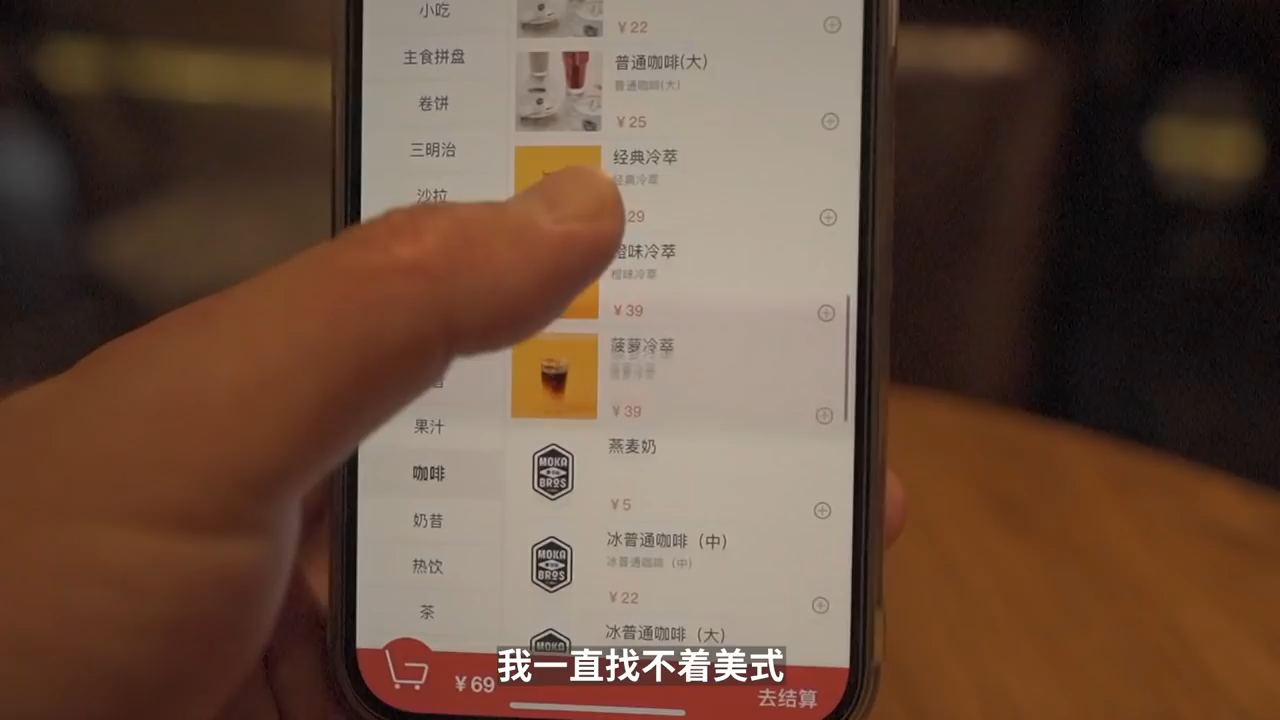 小吃
主食拼盘
卷饼
三明治
沙拉
果汁
咖啡
奶昔
热饮
茶
¥22
普通咖啡(大)
普通咖啡(大)
¥25
经典冷萃
经典冷萃
29
橙味冷萃
橙味冷萃
¥39
菠萝冷萃
菠萝冷萃
¥39
燕麦奶
MOKA
BROS
¥5
冰普通咖啡（中）
冰普通咖啡（中）
MOKA
BROS
¥22
冰普通咖啡（大）
MOKA
¥69
去结算
我一直找不着美式